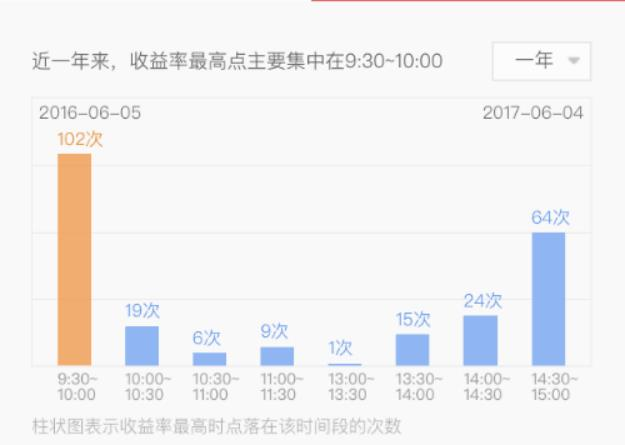 近一年来，收益率最高点主要集中在9:30~10:00
一年
2016-06-05 2017-06-04
102次
64次
24次
19次
15次
9次
6次
1次
9:30~ 10:00~ 10:30~ 11:00~ 13:00~ 13:30~ 14:00~ 14:30~
10:00 10:30 11:00 11:30 13:30 14:00 14:30 15:00
柱状图表示收益率最高时点落在该时间段的次数